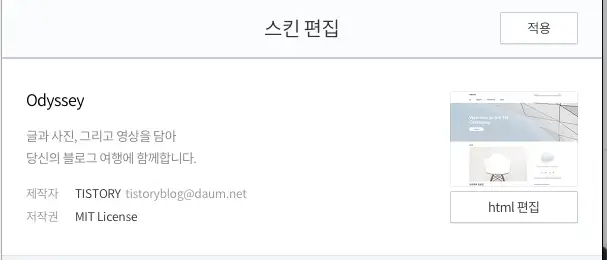 스킨 편집
적용
Odyssey
글과 사진, 그리고 영상을 담아
당신의 블로그 여행에 함께합니다.
제작자 TISTORY tistoryblog@daum.net
저작권 MIT License
html 편집